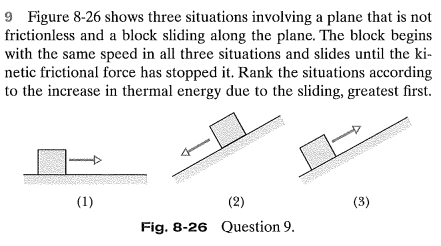 9 Figure 8-26 shows three situations involving a plane that is not
frictionless and a block sliding along the plane. The block begins
with the same speed in all three situations and slides until the ki-
netic frictional force has stopped it. Rank the situations according
to the increase in thermal energy due to the sliding, greatest first.
(1) (2) (3)
Fig. 8-26 Question 9.